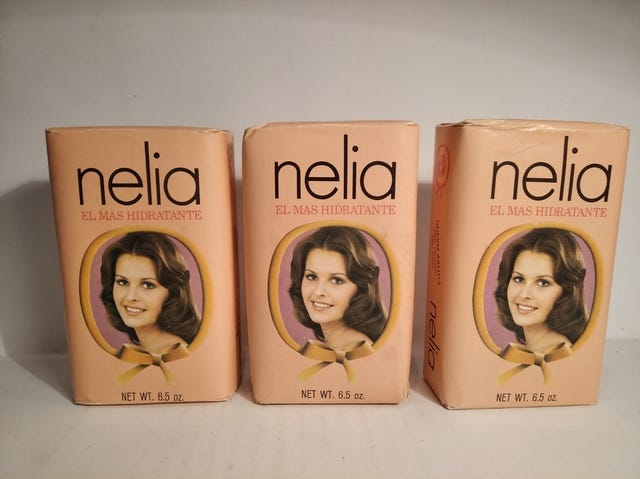 nelia
EL MAS HIDRATANTE
NET WT. 6.5 oz.
nelia
EL MAS HIDRATANTE
NET WT. 6.5 oz.
nelia
EL MAS HIDRATANTE
NET WT. 6.5 oz.
nelia